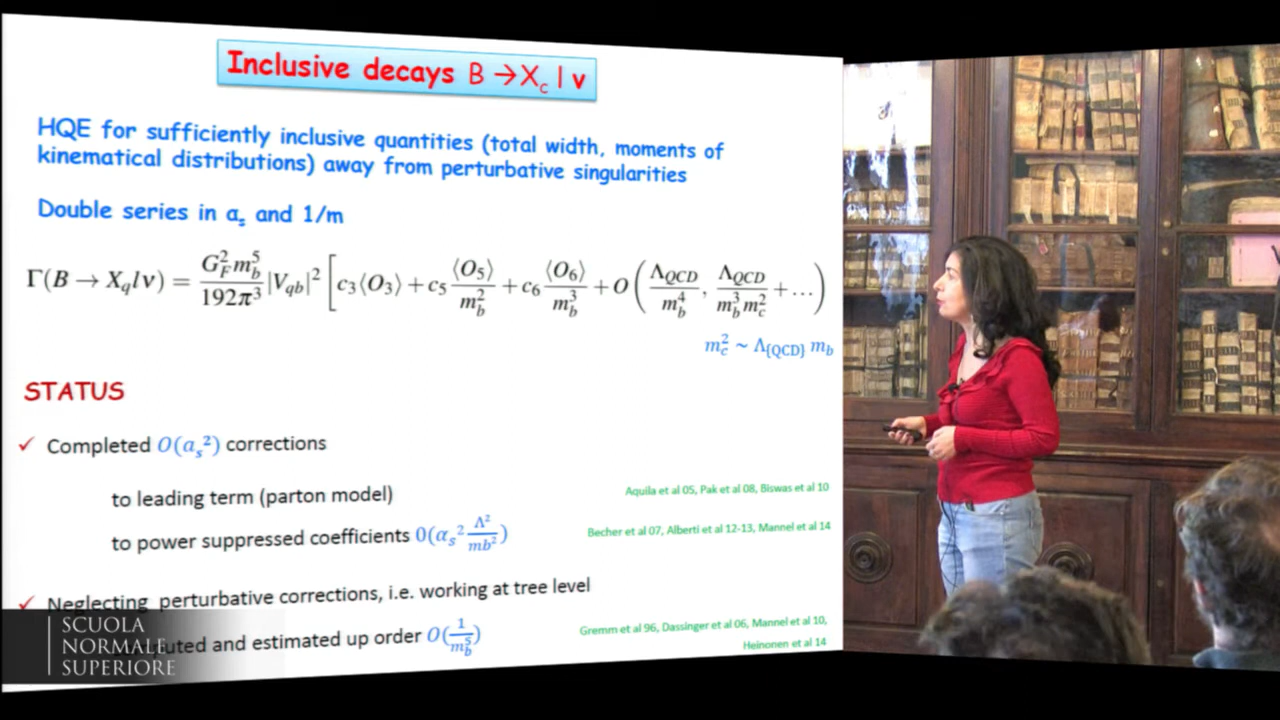 Inclusive decays B → X_c l ν
HQE for sufficiently inclusive quantities (total width, moments of
kinematical distributions) away from perturbative singularities
Double series in a_s and 1/m
Γ(B → X_q lν) = G_F^2 m_b^5 / 192π^3 |V_qb|^2 [ c_3⟨O_3⟩ + c_5 ⟨O_5⟩/m_b^2 + c_6 ⟨O_6⟩/m_b^3 + O ( Λ_QCD/m_b^4 , Λ_QCD/m_b^3 m_c^2 + ... )
m_c^2 ~ Λ_{QCD} m_b
STATUS
✓ Completed O(a_s^2) corrections
to leading term (parton model)
Aquila et al 05, Pak et al 08, Biswas et al 10
to power suppressed coefficients O(α_s^2 Λ^2/mb^2)
Becher et al 07, Alberti et al 12-13, Mannel et al 14
✓ Neglecting perturbative corrections, i.e. working at tree level
and estimated up order O(1/m_b^5)
Gremm et al 96, Dassinger et al 06, Mannel et al 10,
Heinonen et al 14
SCUOLA
NORMALE
SUPERIORE